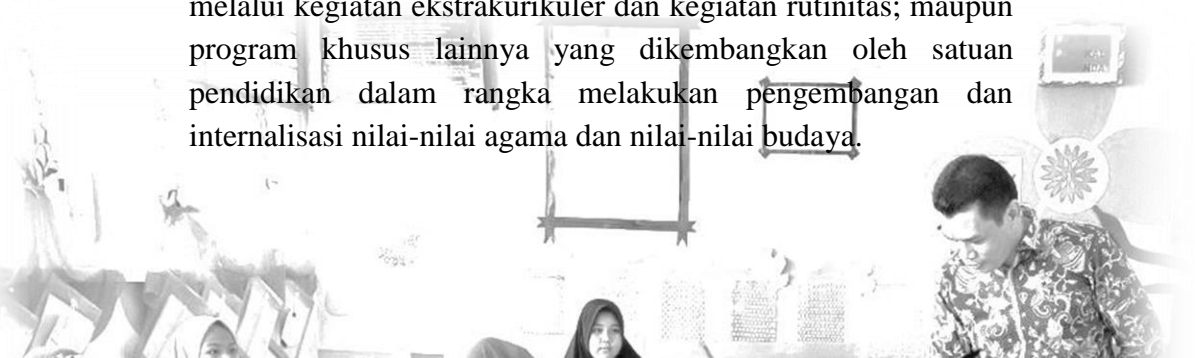 melalui kegiatan ekstrakurikuler dan kegiatan rutinitas; maupun
program khusus lainnya yang dikembangkan oleh satuan
pendidikan dalam rangka melakukan pengembangan dan
internalisasi nilai-nilai agama dan nilai-nilai budaya.